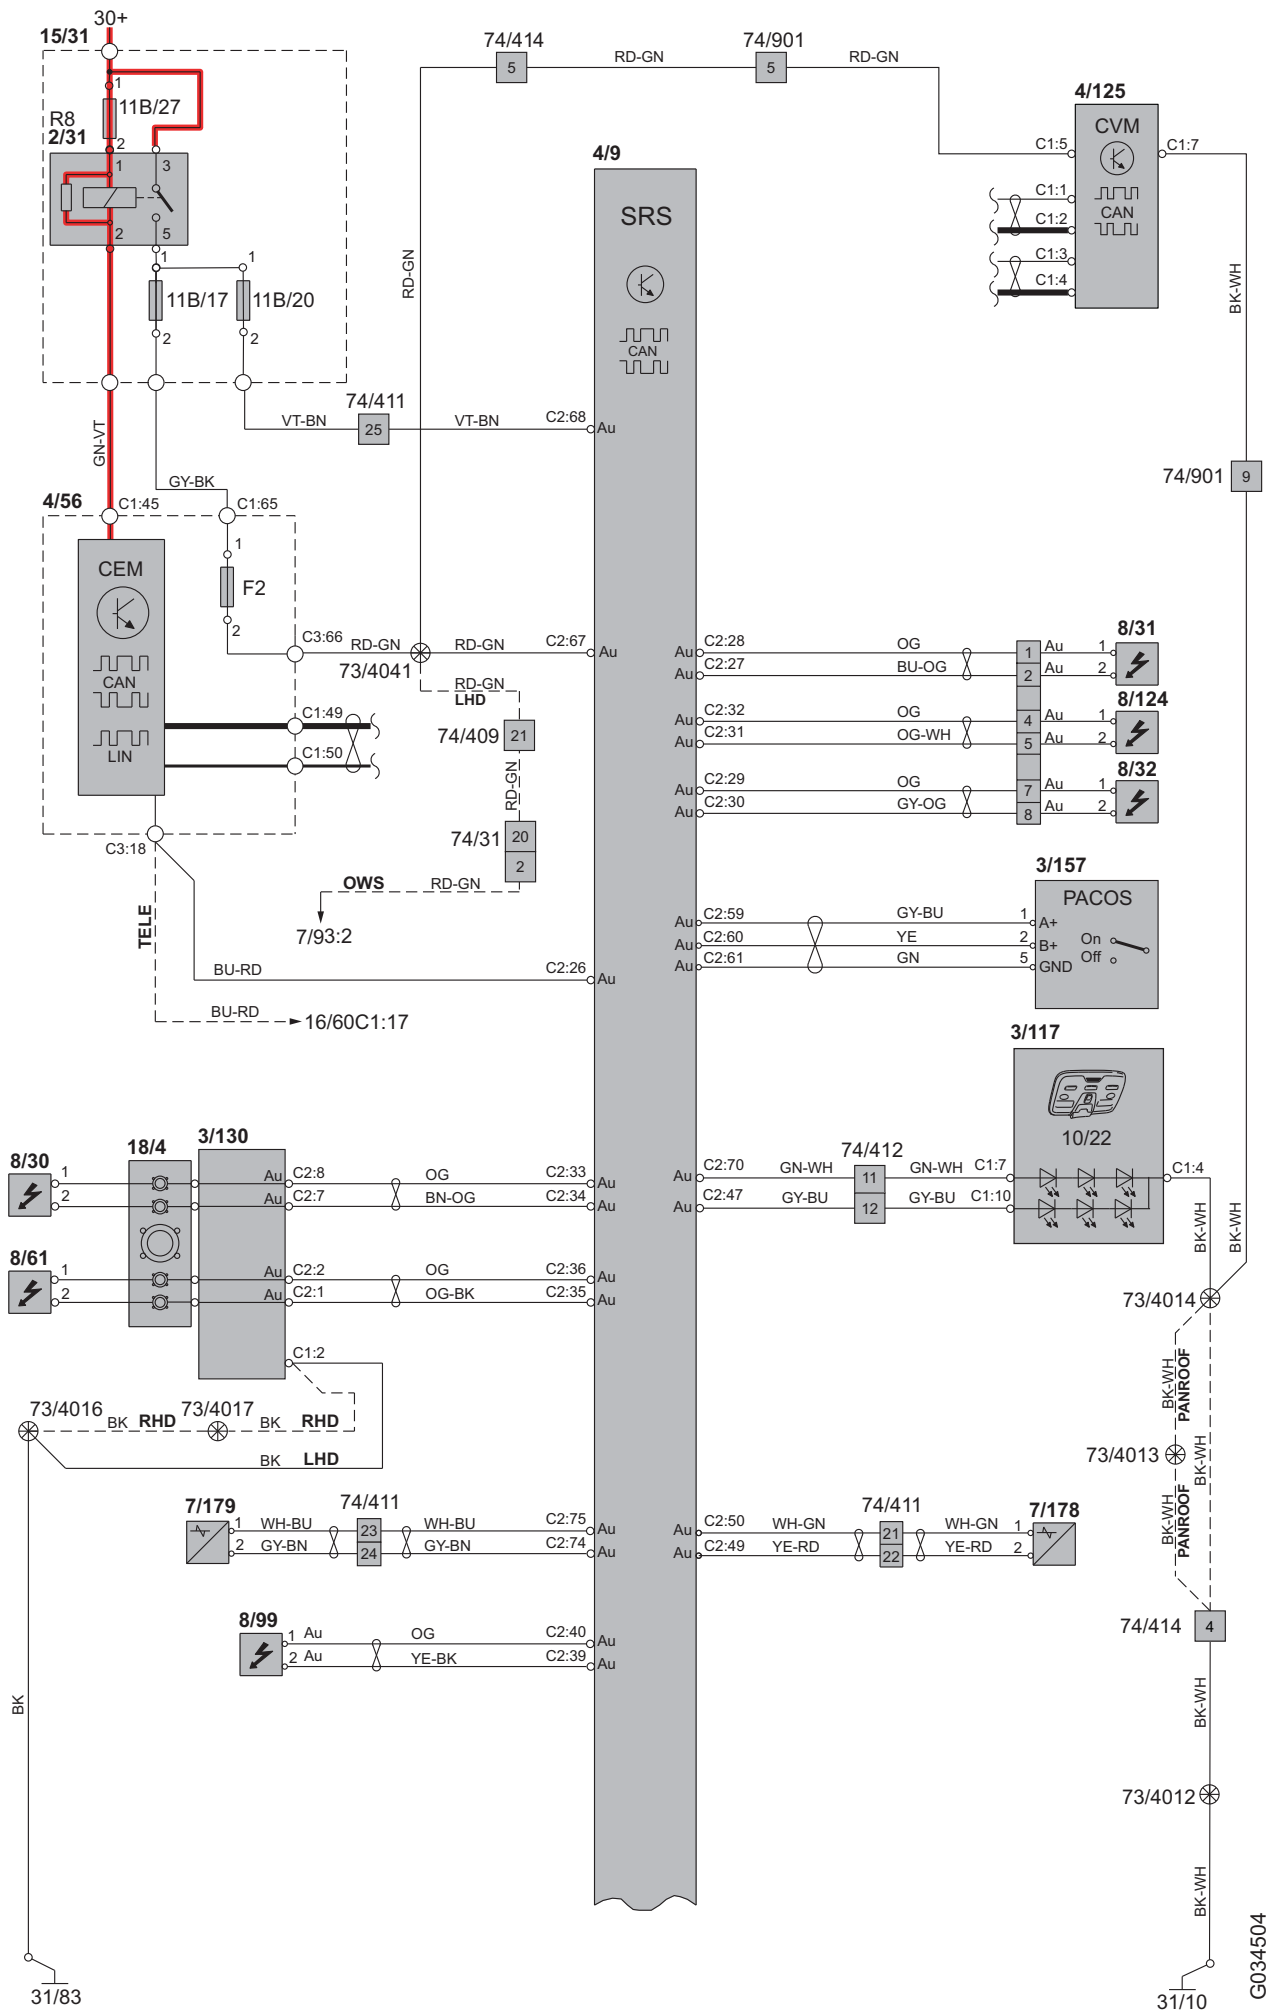 30+
15/31
74/414
74/901
5
RD-GN
5
RD-GN
1
11B/27
R8
2/31
2
1
3
2
5
1
1
11B/17
11B/20
2
2
4/125
CVM
C1:5
C1:7
C1:1
C1:2
CAN
C1:3
C1:4
4/9
SRS
CAN
RD-GN
BK-WH
74/411
VT-BN
25
VT-BN
C2:68
Au
GN-VT
GY-BK
74/901
9
4/56
C1:45
C1:65
CEM
1
F2
2
CAN
LIN
C3:66
RD-GN
RD-GN
C2:67
Au
73/4041
RD-GN
LHD
C1:49
C1:50
74/409
21
RD-GN
74/31
20
2
OWS
RD-GN
7/93:2
C3:18
TELE
BU-RD
C2:26
Au
BU-RD
16/60C1:17
8/31
Au
C2:28
OG
1
Au
1
Au
C2:27
BU-OG
2
Au
2
8/124
Au
C2:32
OG
4
Au
1
Au
C2:31
OG-WH
5
Au
2
8/32
Au
C2:29
OG
7
Au
1
Au
C2:30
GY-OG
8
Au
2
3/157
PACOS
Au
C2:59
GY-BU
1
A+
Au
C2:60
YE
2
B+
On
Au
C2:61
GN
5
GND
Off
3/117
10/22
74/412
Au
C2:70
GN-WH
11
GN-WH
C1:7
C1:4
Au
C2:47
GY-BU
12
GY-BU
C1:10
BK-WH
BK-WH
73/4014
8/30
18/4
3/130
1
Au
C2:8
OG
C2:33
Au
2
Au
C2:7
BN-OG
C2:34
Au
8/61
1
Au
C2:2
OG
C2:36
Au
2
Au
C2:1
OG-BK
C2:35
Au
C1:2
73/4016
BK
RHD
73/4017
BK
RHD
BK
LHD
BK-WH
PANROOF
73/4013
BK-WH
BK-WH
PANROOF
7/179
74/411
1
WH-BU
23
WH-BU
C2:75
Au
2
GY-BN
24
GY-BN
C2:74
Au
74/411
7/178
Au
C2:50
WH-GN
21
WH-GN
1
Au
C2:49
YE-RD
22
YE-RD
2
8/99
1
Au
OG
C2:40
Au
2
Au
YE-BK
C2:39
Au
74/414
4
BK
BK-WH
73/4012
BK-WH
31/83
31/10
G034504